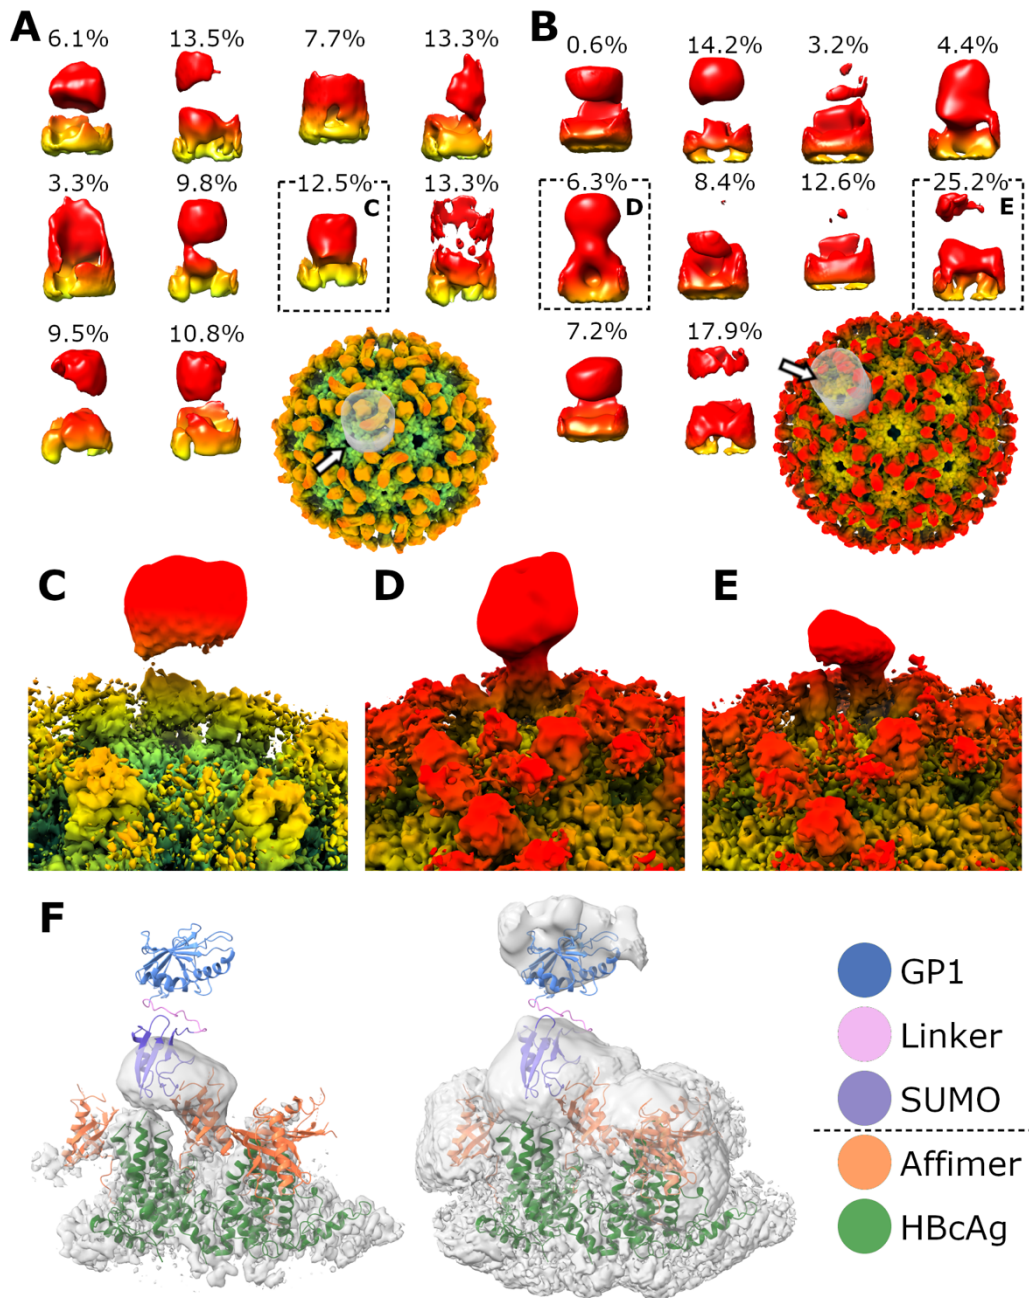 A
6.1% 13.5% 7.7% 13.3%
3.3% 9.8% 12.5% 13.3%
C
9.5% 10.8%
B
0.6% 14.2% 3.2% 4.4%
6.3% 8.4% 12.6% 25.2%
D E
7.2% 17.9%
C D E
F
GP1
Linker
SUMO
Affimer
HBcAg